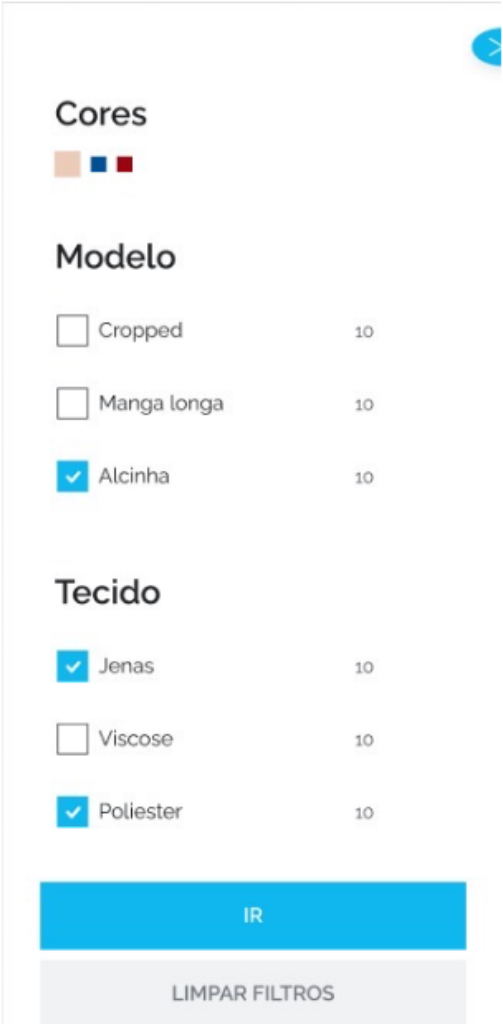 Cores
Modelo
Cropped 10
Manga longa 10
Alcinha 10
Tecido
Jenas 10
Viscose 10
Poliester 10
IR
LIMPAR FILTROS